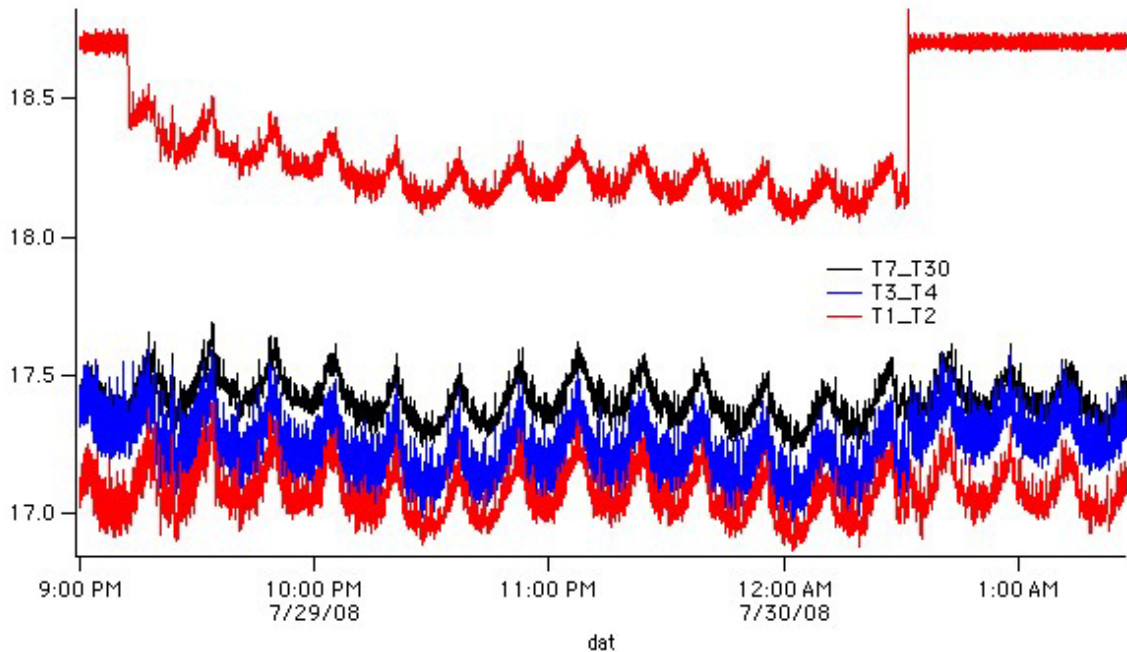 18.5
18.0
17.5
17.0
T7_T30
T3_T4
T1_T2
9:00 PM
10:00 PM
11:00 PM
12:00 AM
1:00 AM
7/29/08
7/30/08
dat